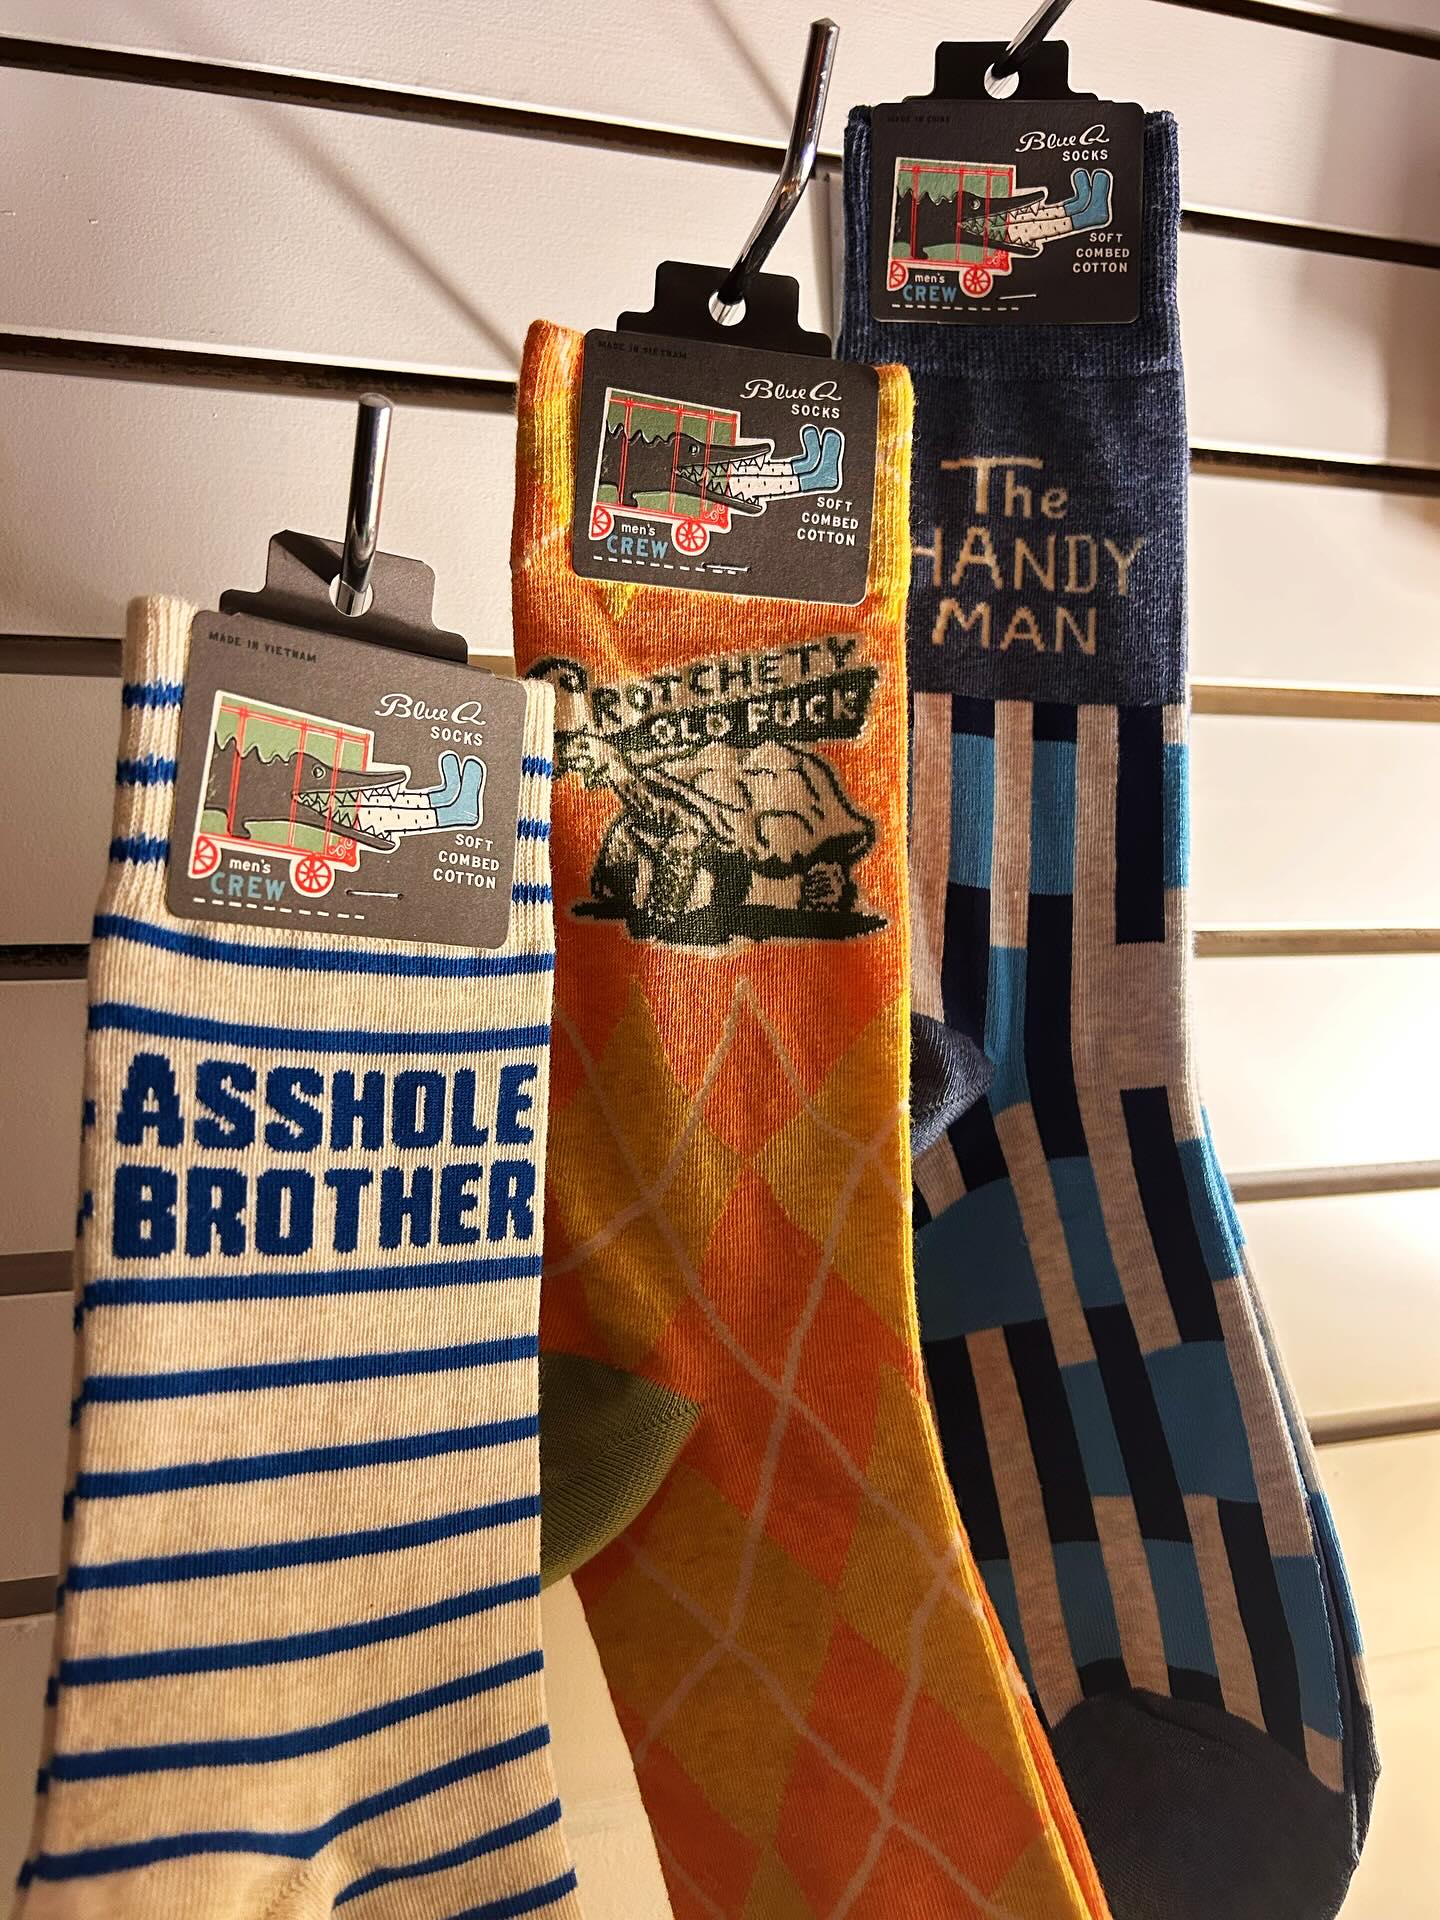 MADE IN VIETNAM
Blue Q
SOCKS
SOFT
COMBED
COTTON
men's
CREW
ASSHOLE
BROTHER
MADE IN VIETNAM
Blue Q
SOCKS
SOFT
COMBED
COTTON
men's
CREW
CROTCHETY
OLD FUCK
MADE IN CHINA
Blue Q
SOCKS
SOFT
COMBED
COTTON
men's
CREW
The
HANDY
MAN